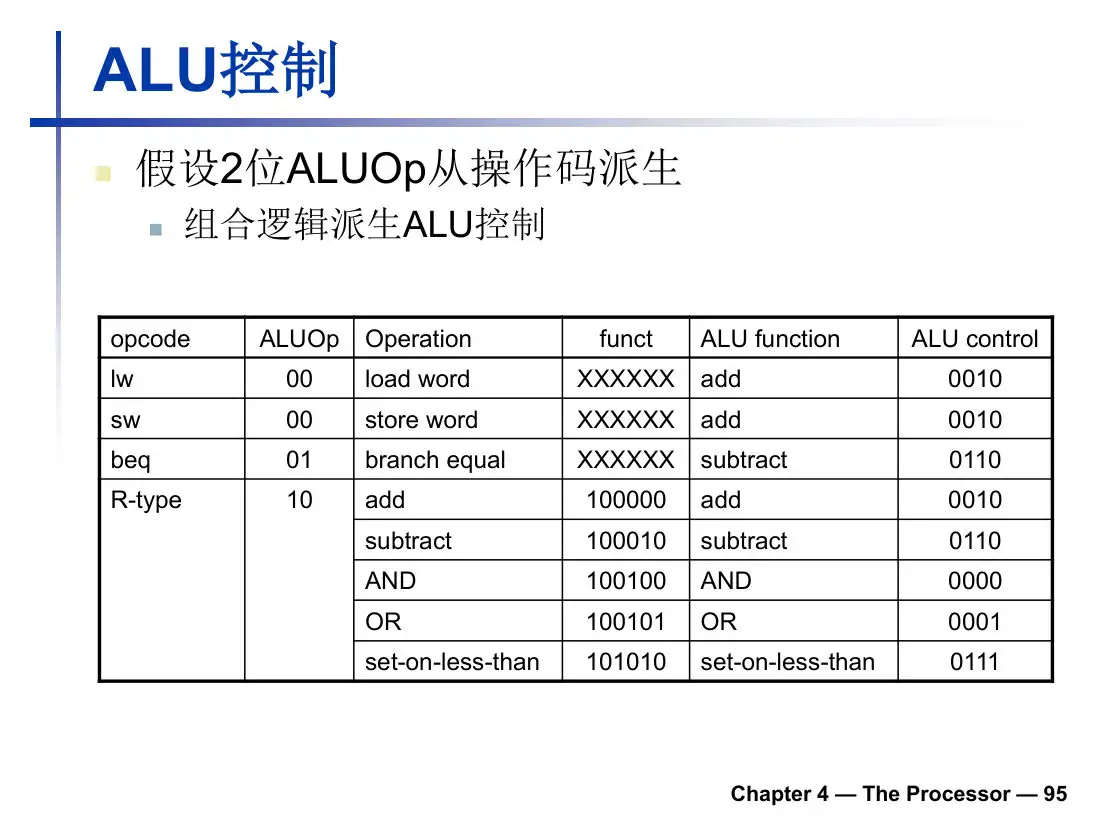 ALU控制
假设2位ALUOp从操作码派生
组合逻辑派生ALU控制
opcode ALUOp Operation funct ALU function ALU control
lw 00 load word XXXXXX add 0010
sw 00 store word XXXXXX add 0010
beq 01 branch equal XXXXXX subtract 0110
R-type 10 add 100000 add 0010
subtract 100010 subtract 0110
AND 100100 AND 0000
OR 100101 OR 0001
set-on-less-than 101010 set-on-less-than 0111
Chapter 4 — The Processor — 95